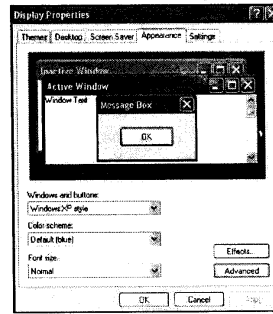 Display Properties
Themes Desktop Screen Saver Appearance Settings
Inactive Window
Active Window
Window Text
Message Box
OK
Windows and buttons:
Windows XP style
Color scheme:
Default (blue)
Font size:
Normal
Effects...
Advanced
OK Cancel Apply